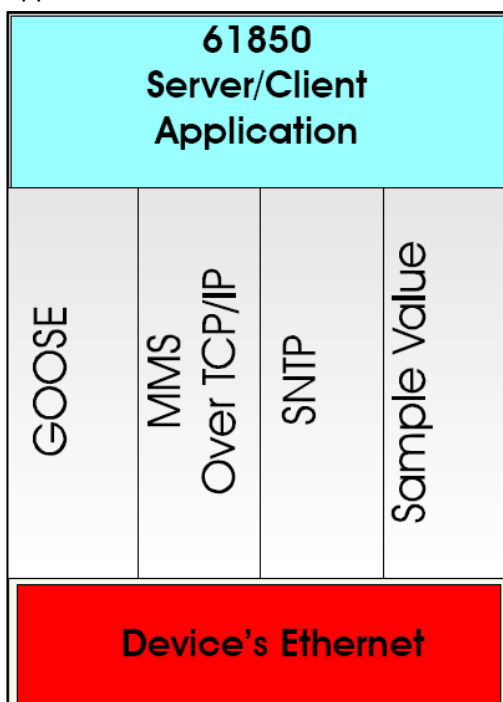 61850
Server/Client
Application
GOOSE
MMS
Over TCP/IP
SNTP
Sample Value
Device's Ethernet